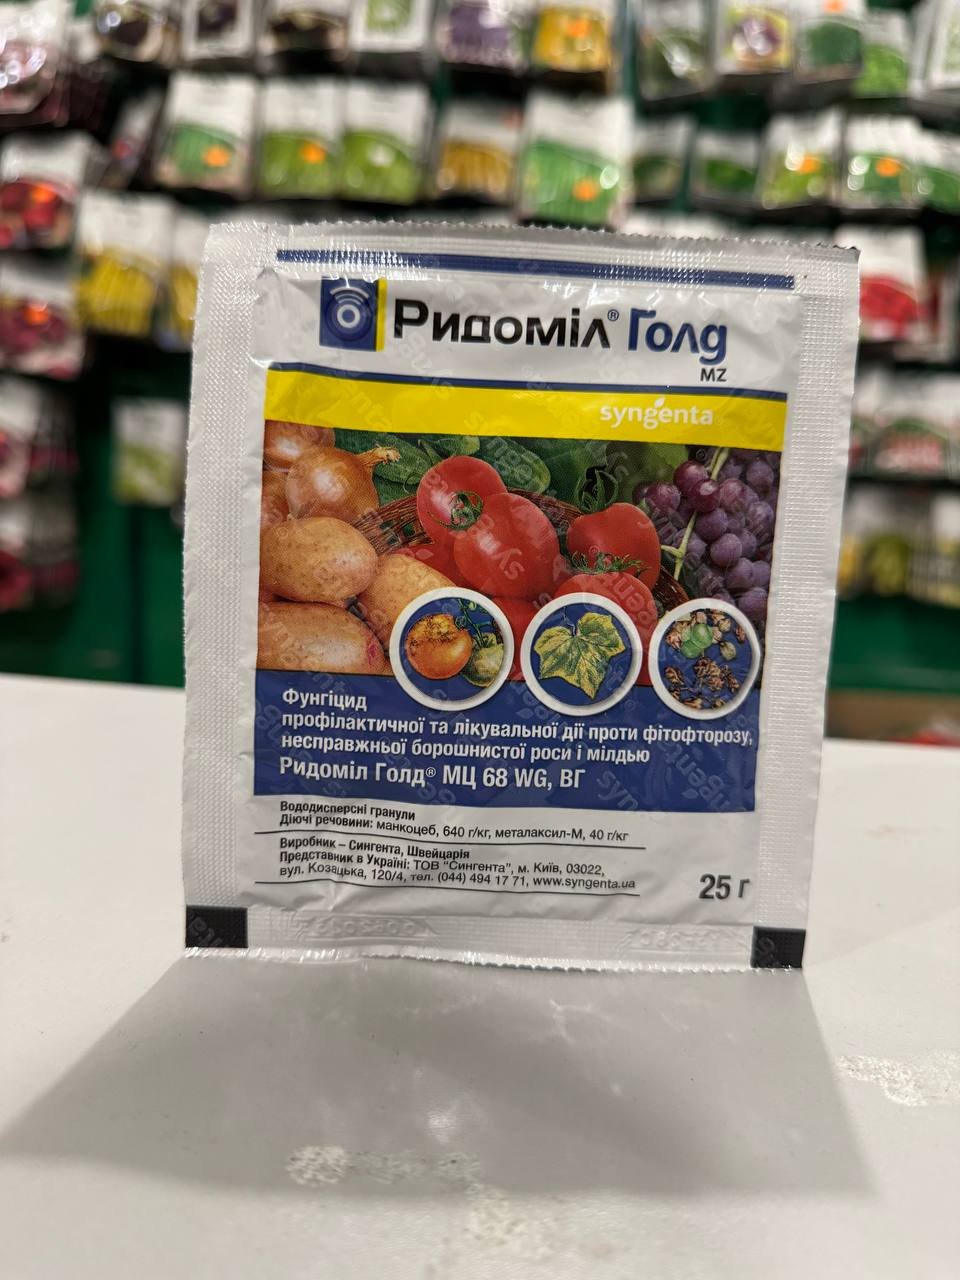 Ридоміл® Голд
MZ
syngenta
Фунгіцид
профілактичної та лікувальної дії проти фітофторозу,
несправжньої борошнистої роси і мілдью
Ридоміл Голд® МЦ 68 WG, ВГ
Вододисперсні гранули
Діючі речовини: манкоцеб, 640 г/кг, металаксил-М, 40 г/кг
Виробник – Сингента, Швейцарія
Представник в Україні: ТОВ "Сингента", м. Київ, 03022,
вул. Козацька, 120/4, тел. (044) 494 17 71, www.syngenta.ua
25 г